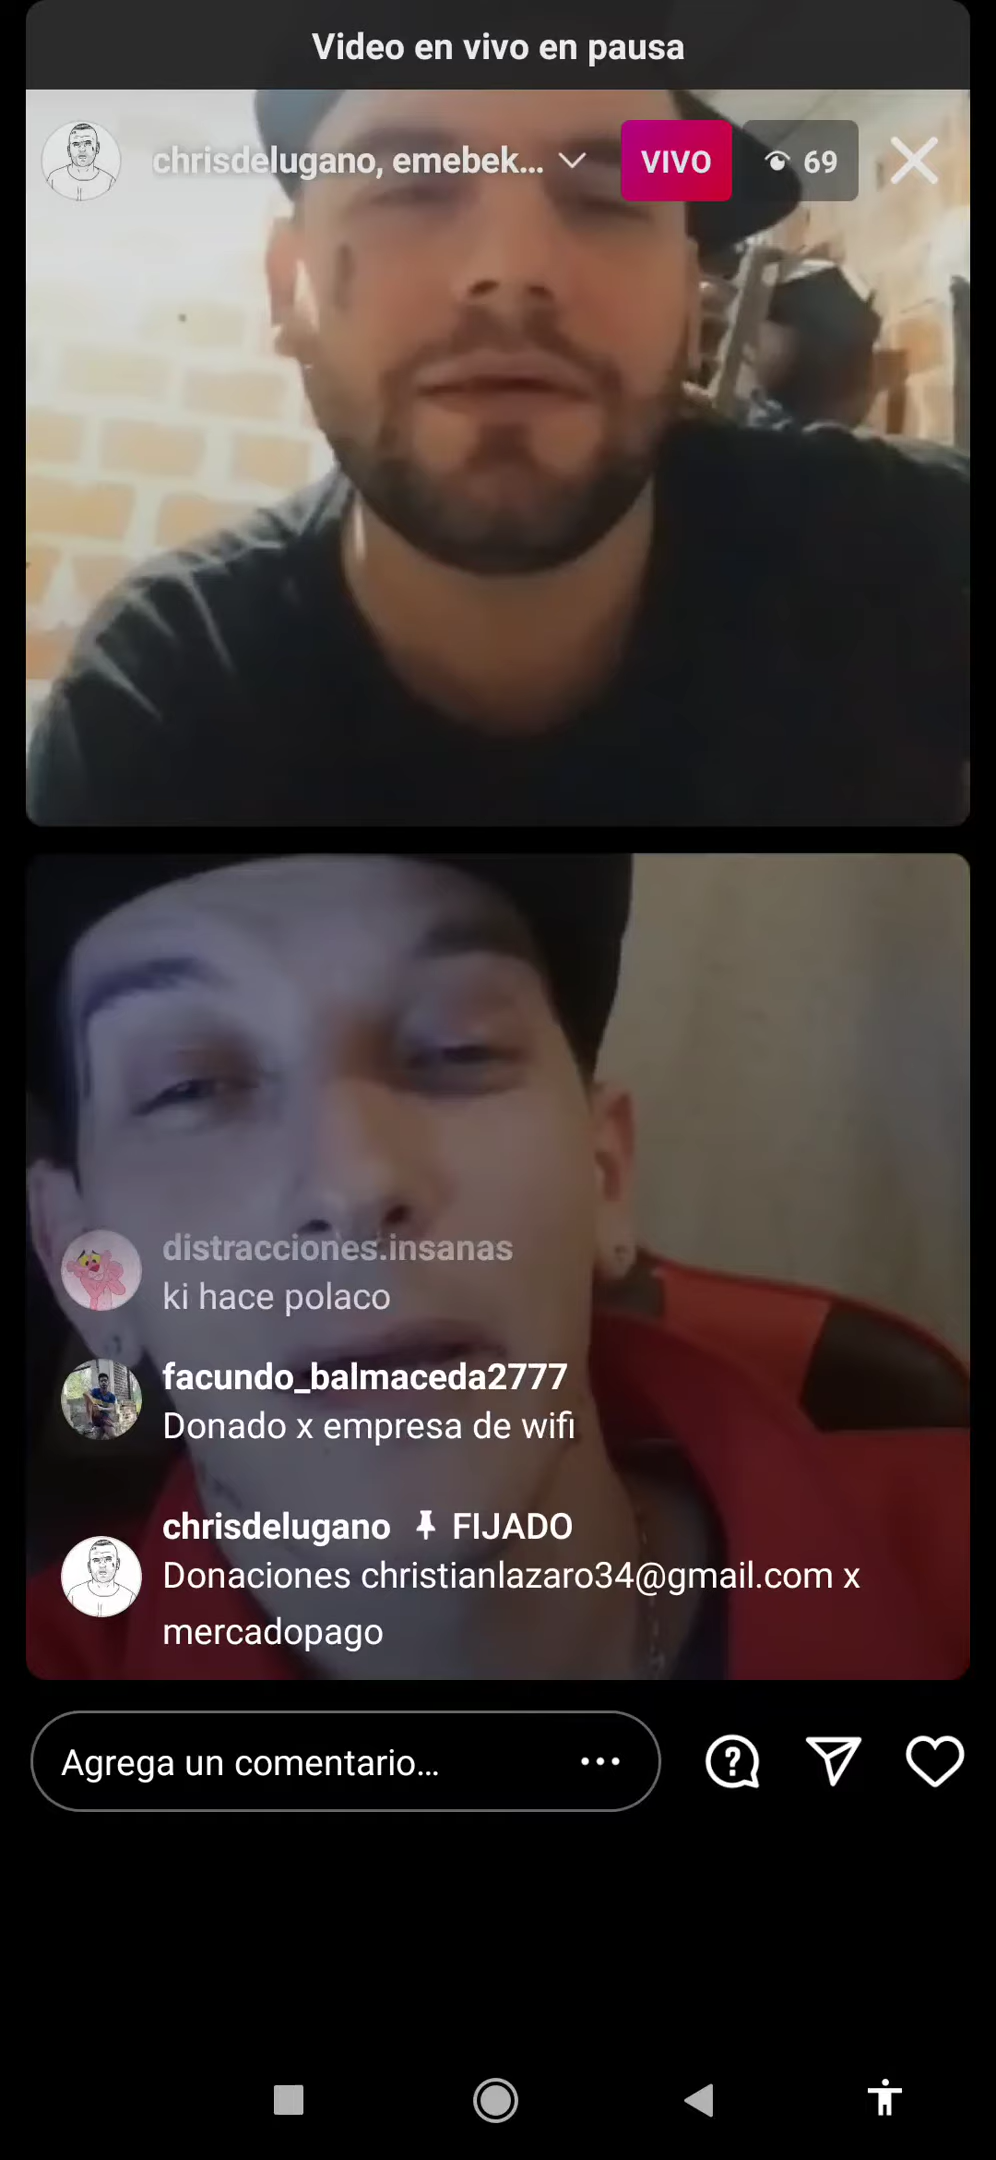 Video en vivo en pausa
chrisdelugano, emebek...
VIVO
69
distracciones.insanas
ki hace polaco
facundo_balmaceda2777
Donado x empresa de wifi
chrisdelugano FIJADO
Donaciones christianlazaro34@gmail.com x
mercadopago
Agrega un comentario...